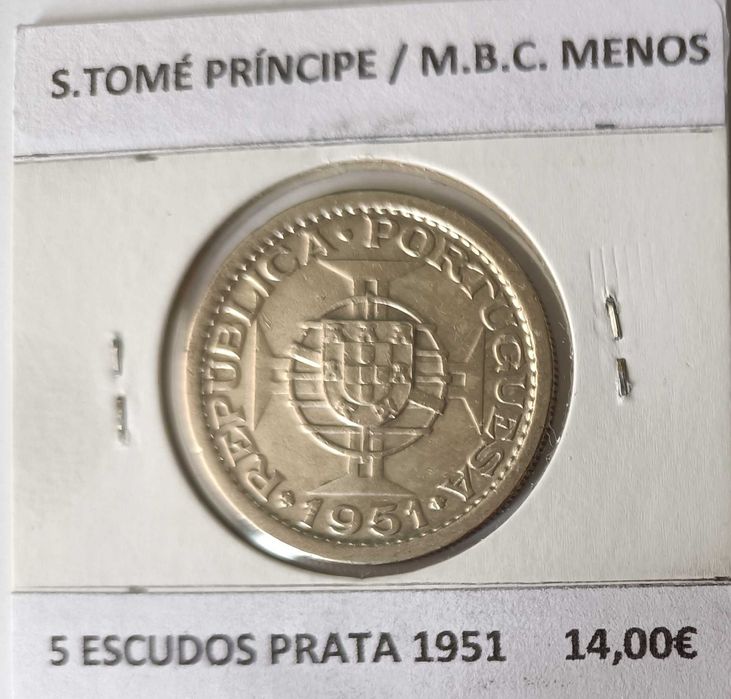 S.TOMÉ PRÍNCIPE / M.B.C. MENOS
REPUBLICA · PORTUGUESA
1951
5 ESCUDOS PRATA 1951 14,00€